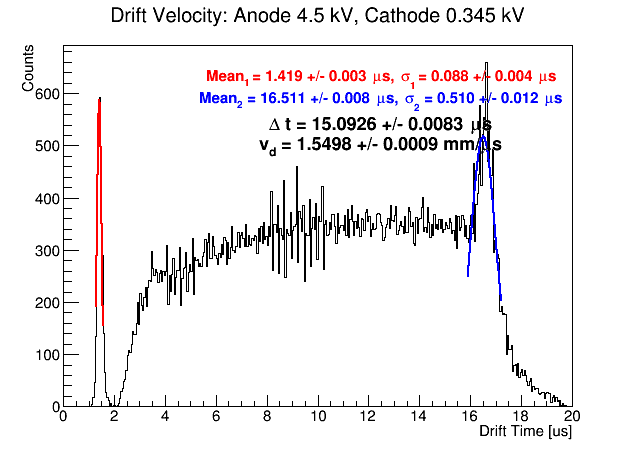 Drift Velocity: Anode 4.5 kV, Cathode 0.345 kV
Counts
Mean1 = 1.419 +/- 0.003 μs, σ1 = 0.088 +/- 0.004 μs
Mean2 = 16.511 +/- 0.008 μs, σ2 = 0.510 +/- 0.012 μs
Δ t = 15.0926 +/- 0.0083 μs
vd = 1.5498 +/- 0.0009 mm/μs
600
500
400
300
200
100
0
0 2 4 6 8 10 12 14 16 18 20
Drift Time [us]